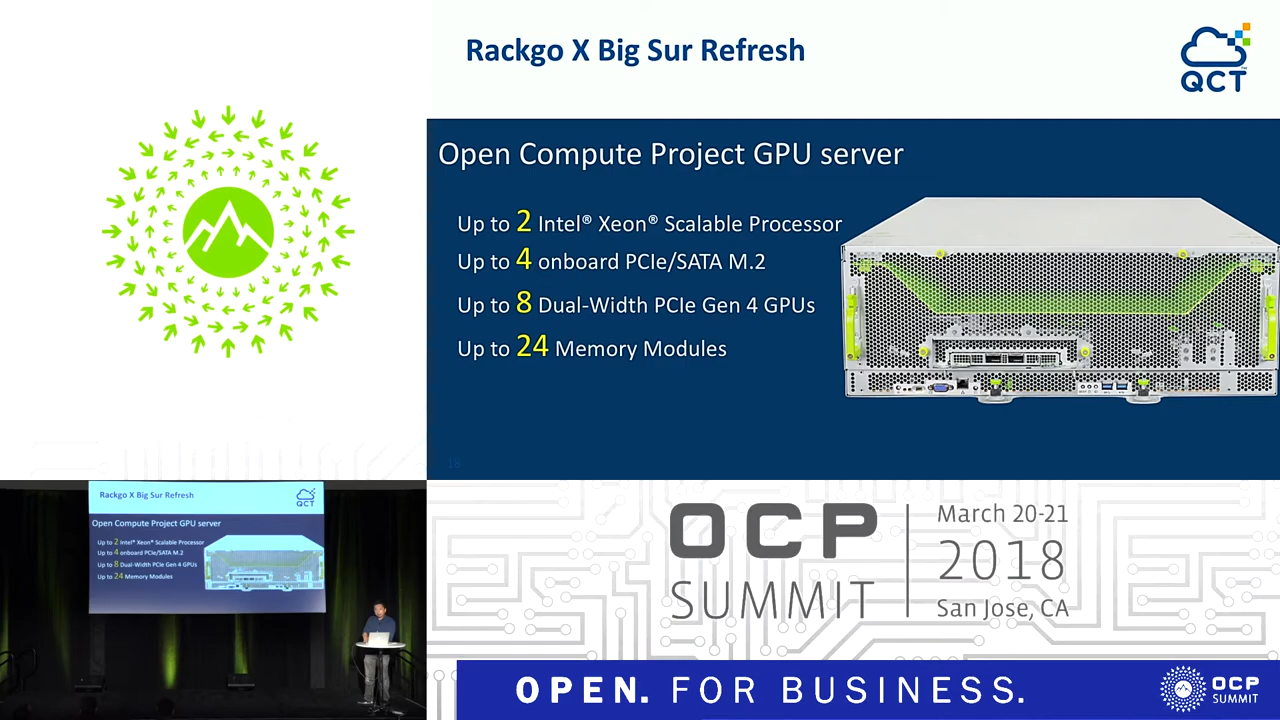 Rackgo X Big Sur Refresh
QCT
Open Compute Project GPU server
Up to 2 Intel® Xeon® Scalable Processor
Up to 4 onboard PCIe/SATA M.2
Up to 8 Dual-Width PCIe Gen 4 GPUs
Up to 24 Memory Modules
18
Rackgo X Big Sur Refresh
QCT
Open Compute Project GPU server
Up to 2 Intel® Xeon® Scalable Processor
Up to 4 onboard PCIe/SATA M.2
Up to 8 Dual-Width PCIe Gen 4 GPUs
Up to 24 Memory Modules
OCP
SUMMIT
March 20-21
2018
San Jose, CA
OPEN. FOR BUSINESS.
OCP
SUMMIT